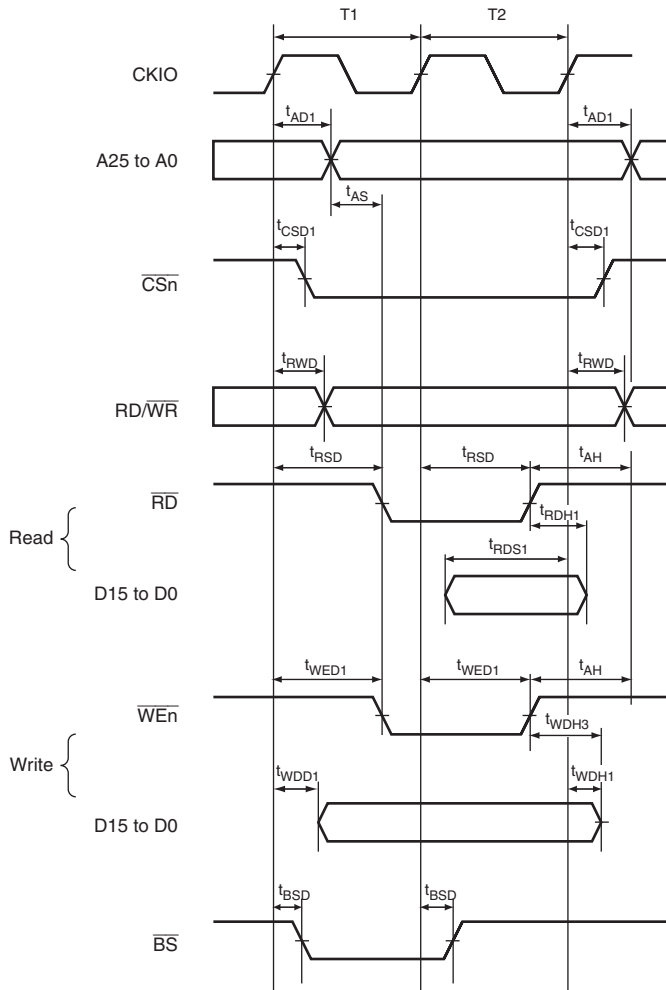 T1 T2
CKIO
tAD1 tAD1
A25 to A0
tAS
tCSD1 tCSD1
CSn
tRWD tRWD
RD/WR
tRSD tRSD tAH
RD
tRDH1
Read
tRDS1
D15 to D0
tWED1 tWED1 tAH
WEn
tWDH3
Write
tWDD1 tWDH1
D15 to D0
tBSD tBSD
BS